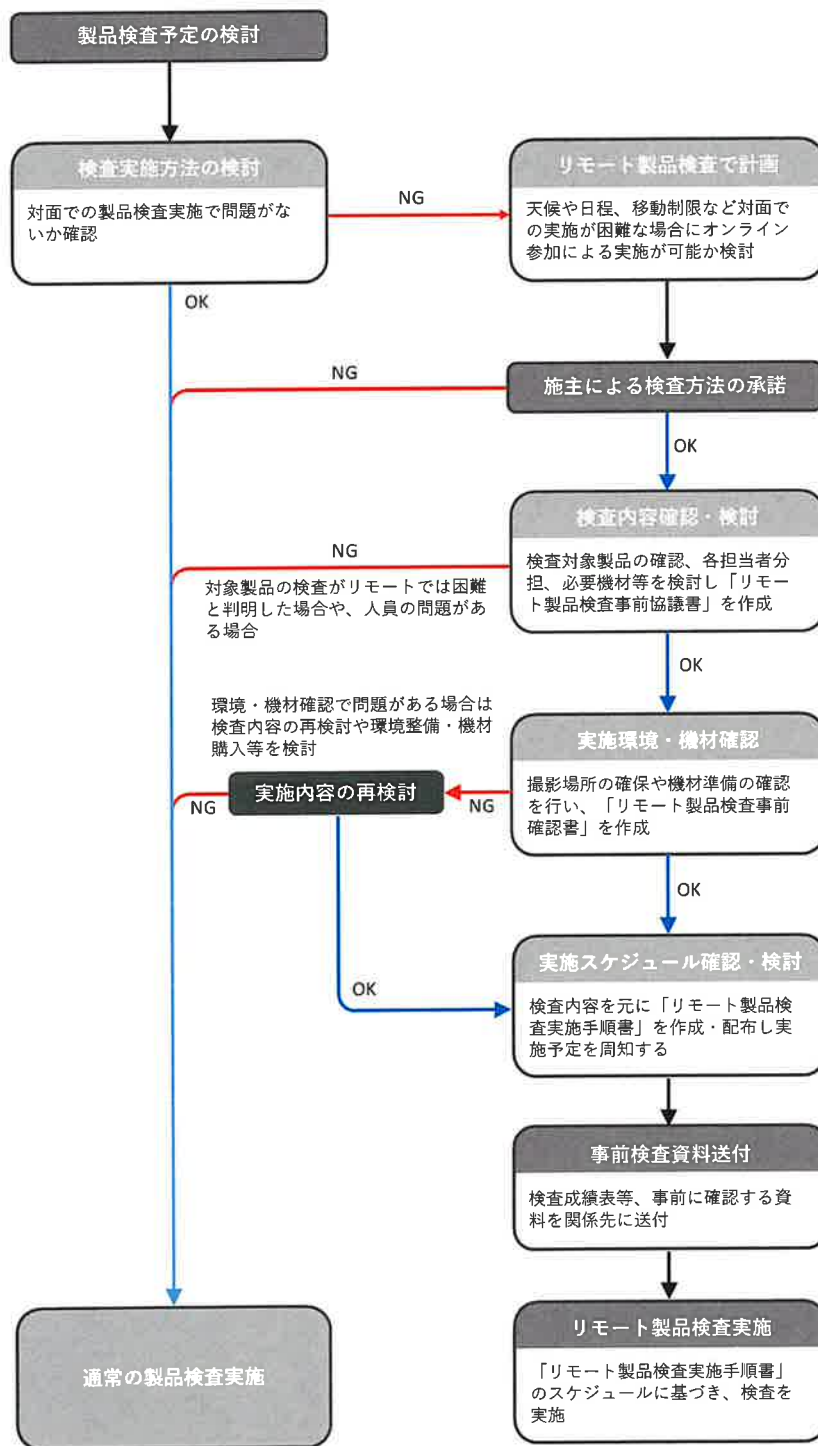 製品検査予定の検討
検査実施方法の検討
対面での製品検査実施で問題がな
いか確認
NG
リモート製品検査で計画
天候や日程、移動制限など対面で
の実施が困難な場合にオンライン
参加による実施が可能か検討
OK
NG
施主による検査方法の承諾
OK
検査内容確認・検討
検査対象製品の確認、各担当者分
担、必要機材等を検討し「リモー
ト製品検査事前協議書」を作成
NG
対象製品の検査がリモートでは困難
と判明した場合や、人員の問題があ
る場合
OK
環境・機材確認で問題がある場合は
検査内容の再検討や環境整備・機材
購入等を検討
実施環境・機材確認
撮影場所の確保や機材準備の確認
を行い、「リモート製品検査事前
確認書」を作成
NG
実施内容の再検討
NG
OK
OK
実施スケジュール確認・検討
検査内容を元に「リモート製品検
査実施手順書」を作成・配布し実
施予定を周知する
事前検査資料送付
検査成績表等、事前に確認する資
料を関係先に送付
リモート製品検査実施
「リモート製品検査実施手順書」
のスケジュールに基づき、検査を
実施
通常の製品検査実施